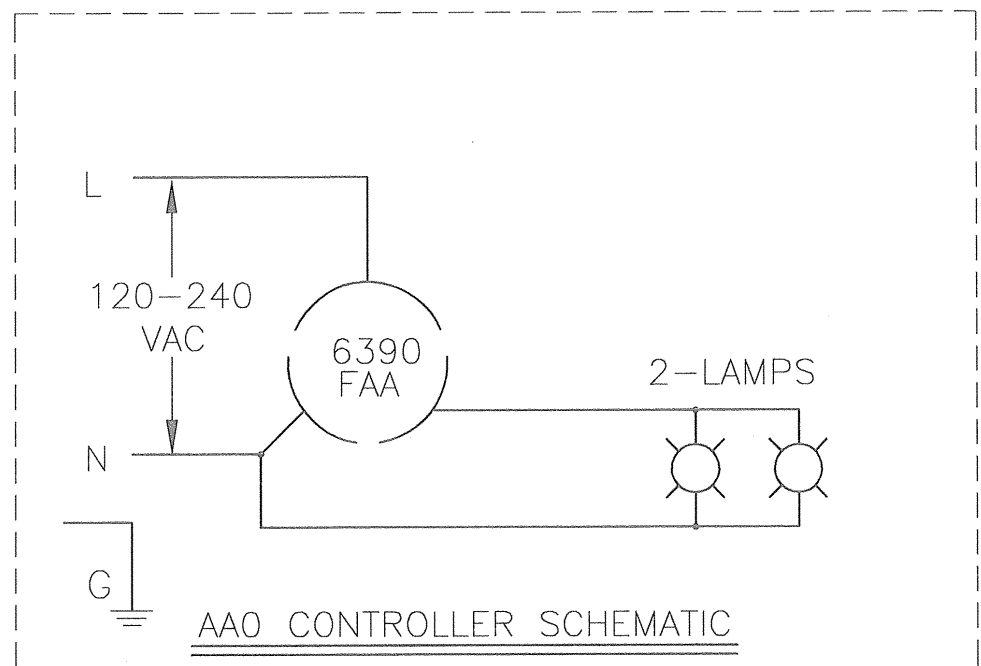 L
120-240
VAC
N
G
6390
FAA
2-LAMPS
AAO CONTROLLER SCHEMATIC